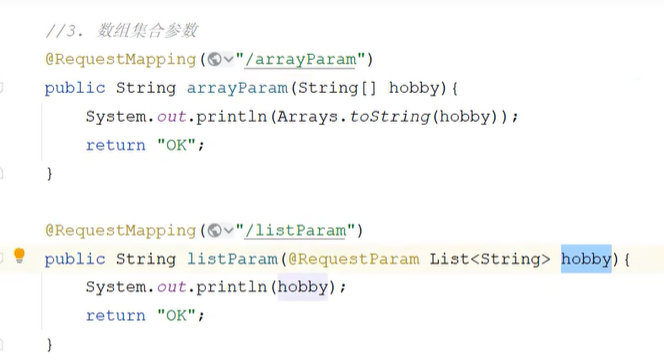 //3. 数组集合参数
@RequestMapping("/arrayParam")
public String arrayParam(String[] hobby){
System.out.println(Arrays.toString(hobby));
return "OK";
}
@RequestMapping("/listParam")
public String listParam(@RequestParam List<String> hobby){
System.out.println(hobby);
return "OK";
}